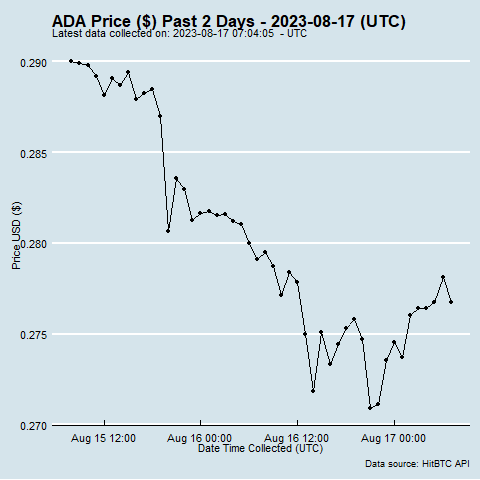 ADA Price ($) Past 2 Days - 2023-08-17 (UTC)
Latest data collected on: 2023-08-17 07:04:05 - UTC
0.290
0.285
0.280
0.275
0.270
Price USD ($)
Aug 15 12:00 Aug 16 00:00 Aug 16 12:00 Aug 17 00:00
Date Time Collected (UTC)
Data source: HitBTC API